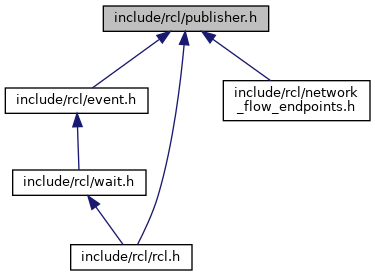 include/rcl/publisher.h
include/rcl/event.h
include/rcl/network
_flow_endpoints.h
include/rcl/wait.h
include/rcl/rcl.h